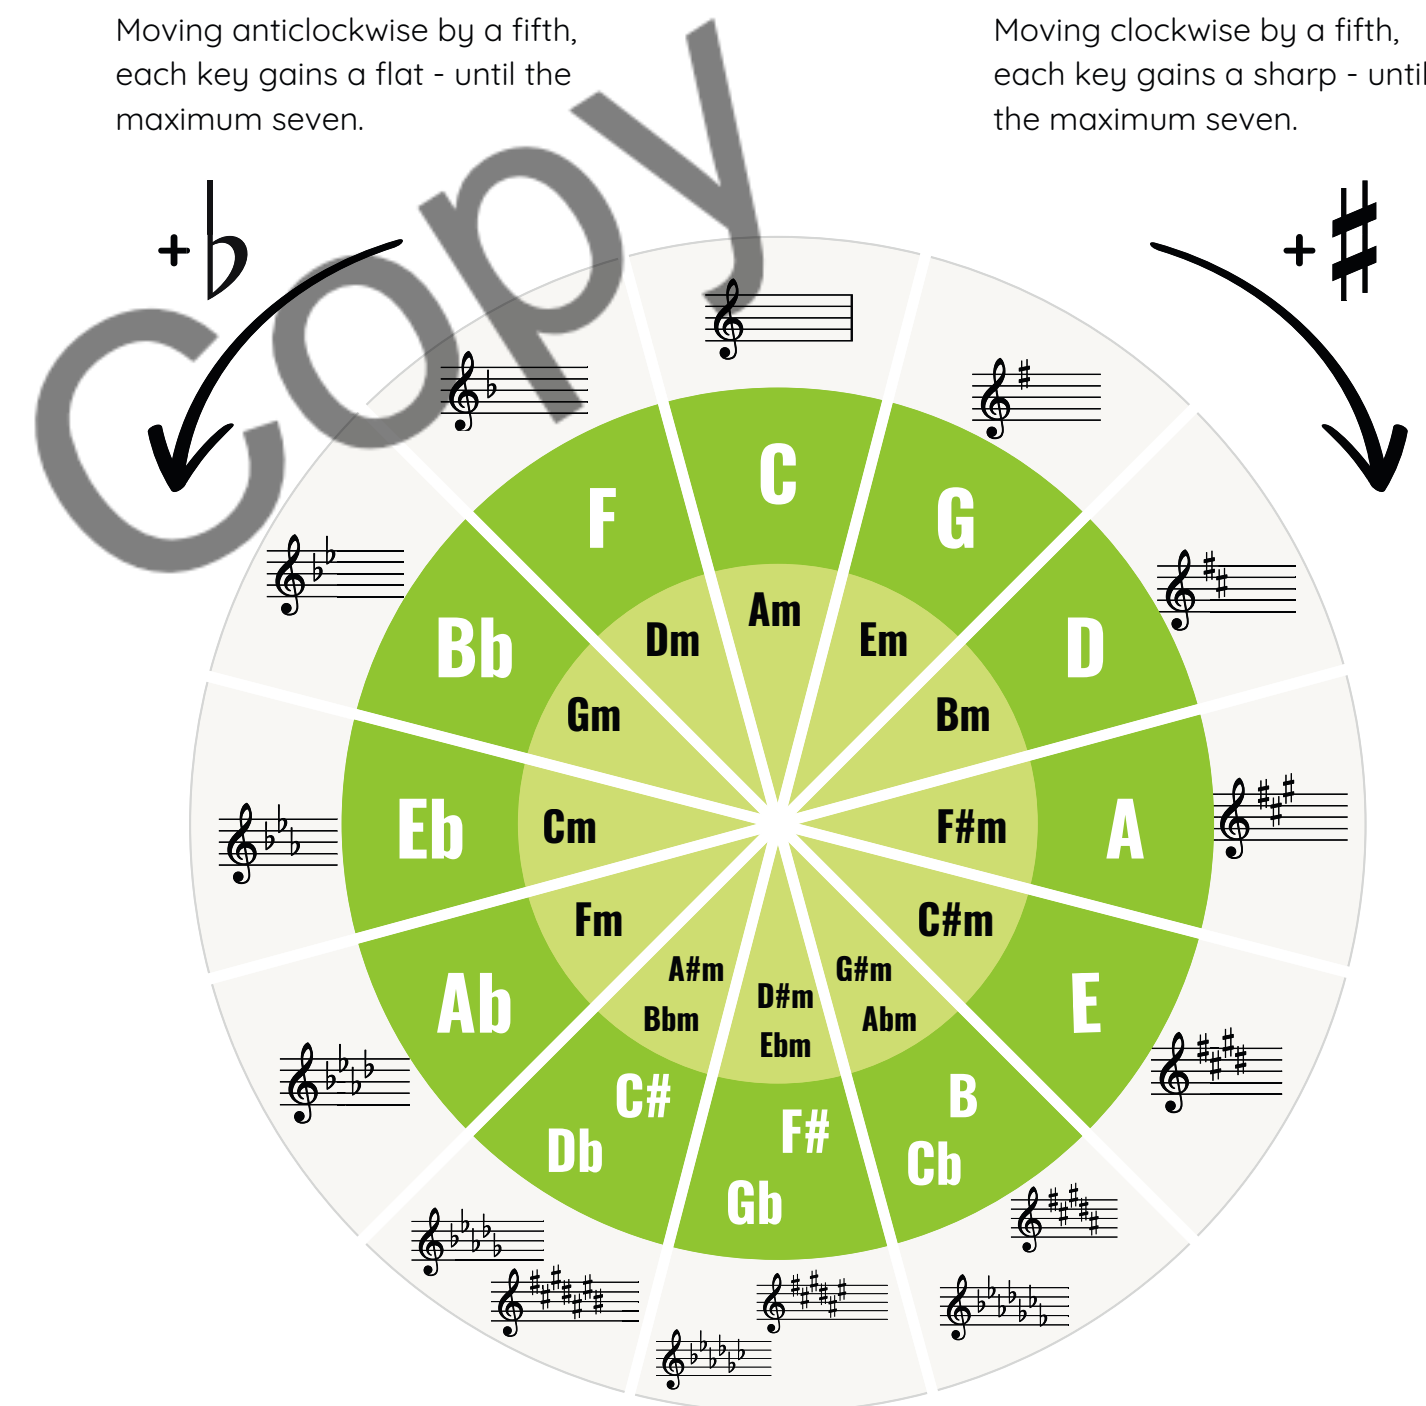 Moving anticlockwise by a fifth,
each key gains a flat - until the
maximum seven.
Moving clockwise by a fifth,
each key gains a sharp - until
the maximum seven.
Copy
+♭
+♯
C
F
G
Am
Dm
Em
Bb
D
Gm
Bm
Eb
Cm
F#m
A
Fm
C#m
Ab
A#m
G#m
E
D#m
Bbm
Abm
Ebm
C#
B
F#
Db
Cb
Gb